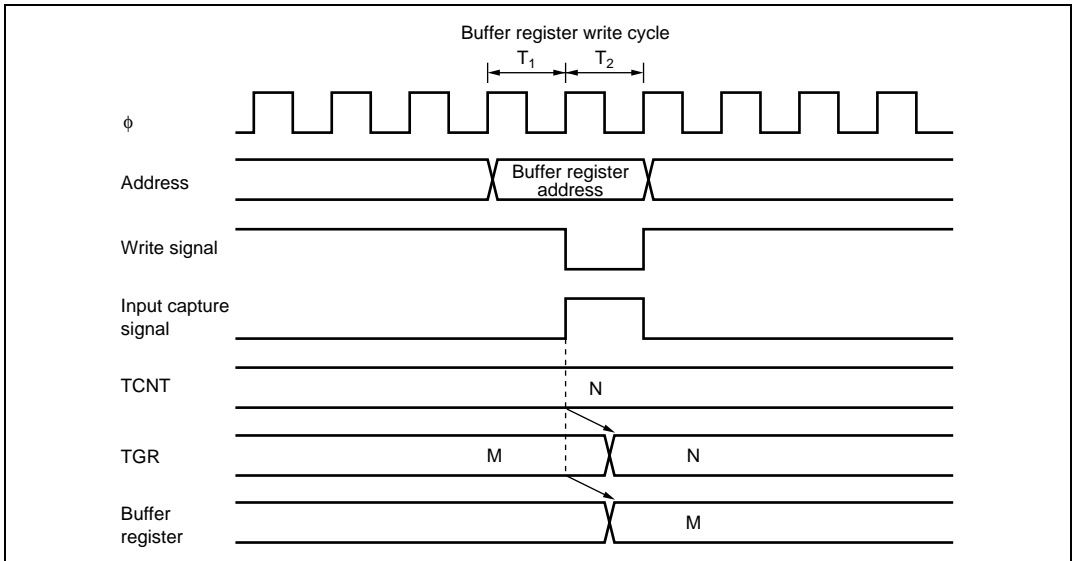 Buffer register write cycle
T1 T2
ϕ
Address
Buffer register
address
Write signal
Input capture
signal
TCNT
N
TGR
M
N
Buffer
register
M